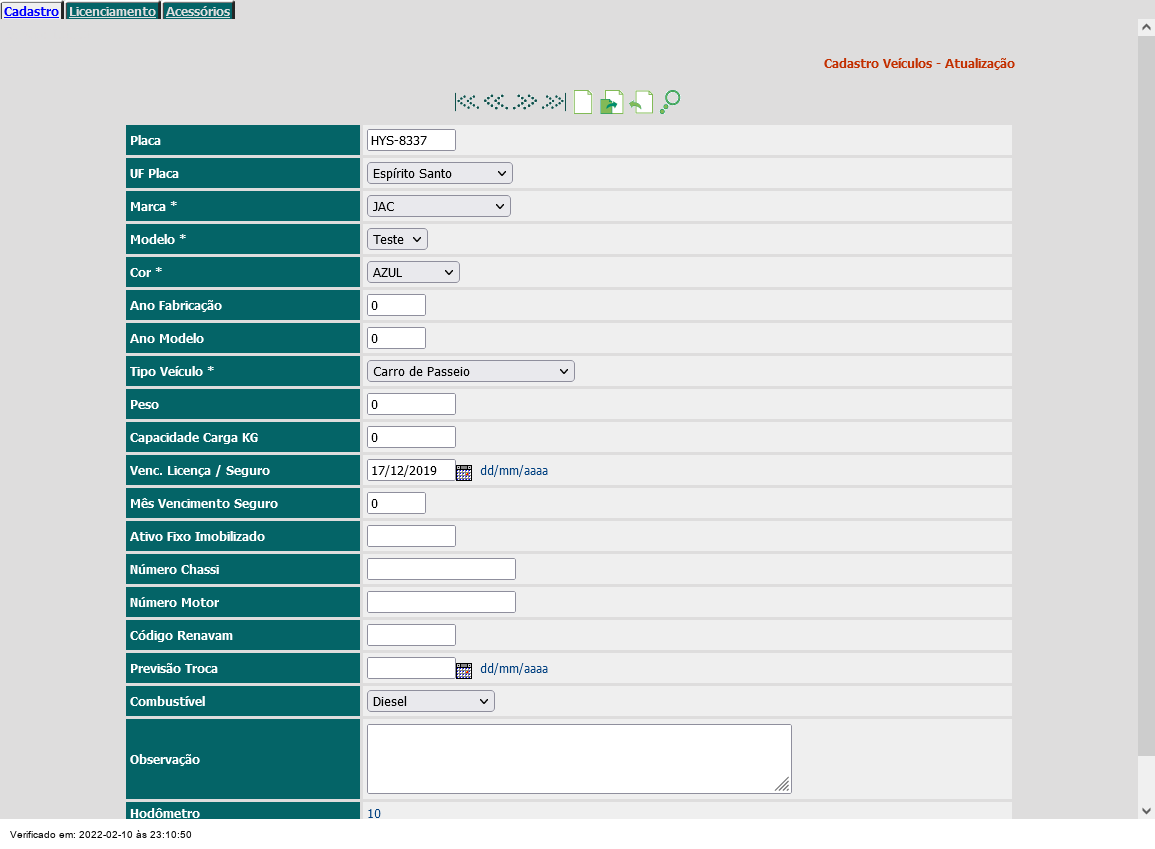 Cadastro Licenciamento Acessórios
Cadastro Veículos - Atualização
Placa HYS-8337
UF Placa Espírito Santo
Marca * JAC
Modelo * Teste
Cor * AZUL
Ano Fabricação 0
Ano Modelo 0
Tipo Veículo * Carro de Passeio
Peso 0
Capacidade Carga KG 0
Venc. Licença / Seguro 17/12/2019 dd/mm/aaaa
Mês Vencimento Seguro 0
Ativo Fixo Imobilizado
Número Chassi
Número Motor
Código Renavam
Previsão Troca dd/mm/aaaa
Combustível Diesel
Observação
Hodômetro 10
Verificado em: 2022-02-10 às 23:10:50